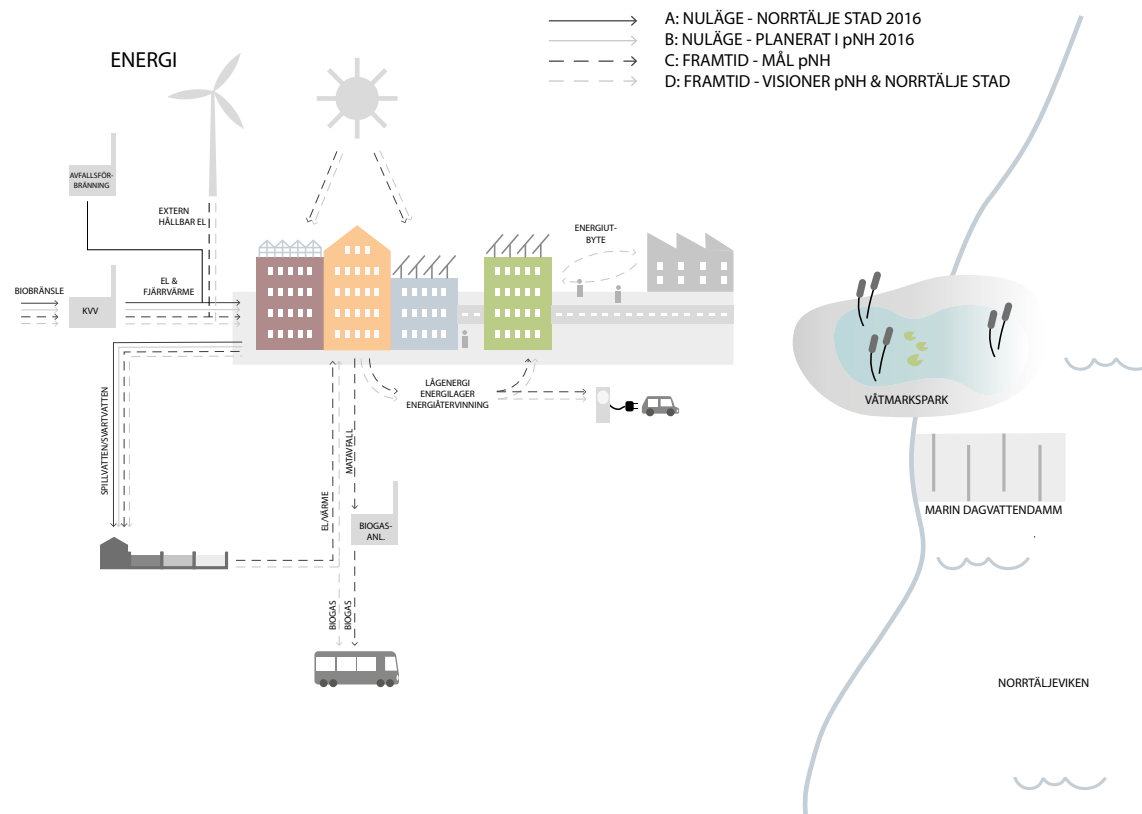 A: NULÄGE - NORRTÄLJE STAD 2016
B: NULÄGE - PLANERAT I pNH 2016
C: FRAMTID - MÅL pNH
D: FRAMTID - VISIONER pNH & NORRTÄLJE STAD
ENERGI
AVFALLSFÖR-
BRÄNNING
EXTERN
HÅLLBAR EL
ENERGIUT-
BYTE
BIOBRÄNSLE
KVV
EL &
FJÄRRVÄRME
LÅGENERGI
ENERGILAGER
ENERGIÅTERVINNING
SPILLVATTEN/SVARTVATTEN
EL/VÄRME
MATAVFALL
BIOGAS-
ANL.
BIOGAS
BIOGAS
VÅTMARKSPARK
MARIN DAGVATTENDAMM
NORRTÄLJEVIKEN